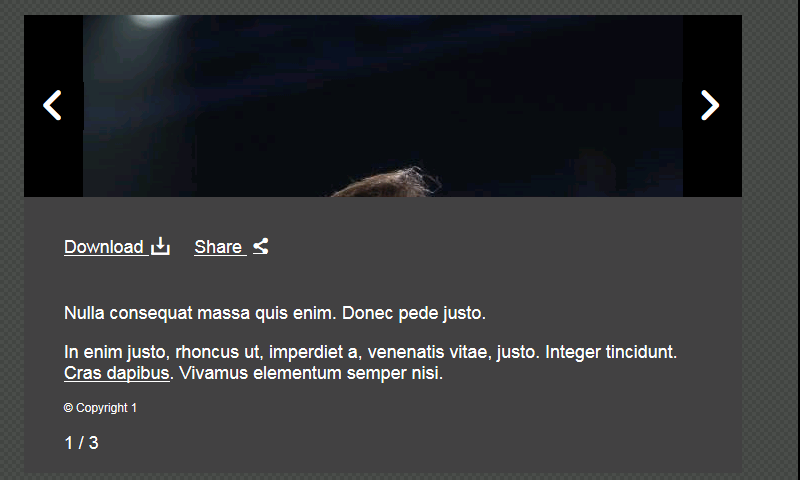 Download
Share
Nulla consequat massa quis enim. Donec pede justo.
In enim justo, rhoncus ut, imperdiet a, venenatis vitae, justo. Integer tincidunt.
Cras dapibus. Vivamus elementum semper nisi.
© Copyright 1
1 / 3